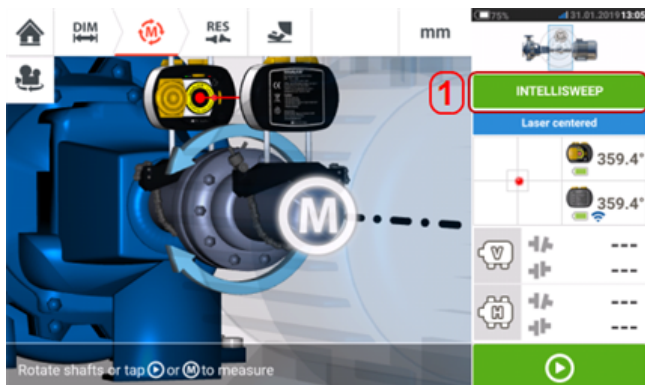 75% 31.01.2019 13:05
DIM M RES mm
1 INTELLISWEEP
Laser centered
359.4°
359.4°
M
V ---
---
H ---
---
Rotate shafts or tap or M to measure